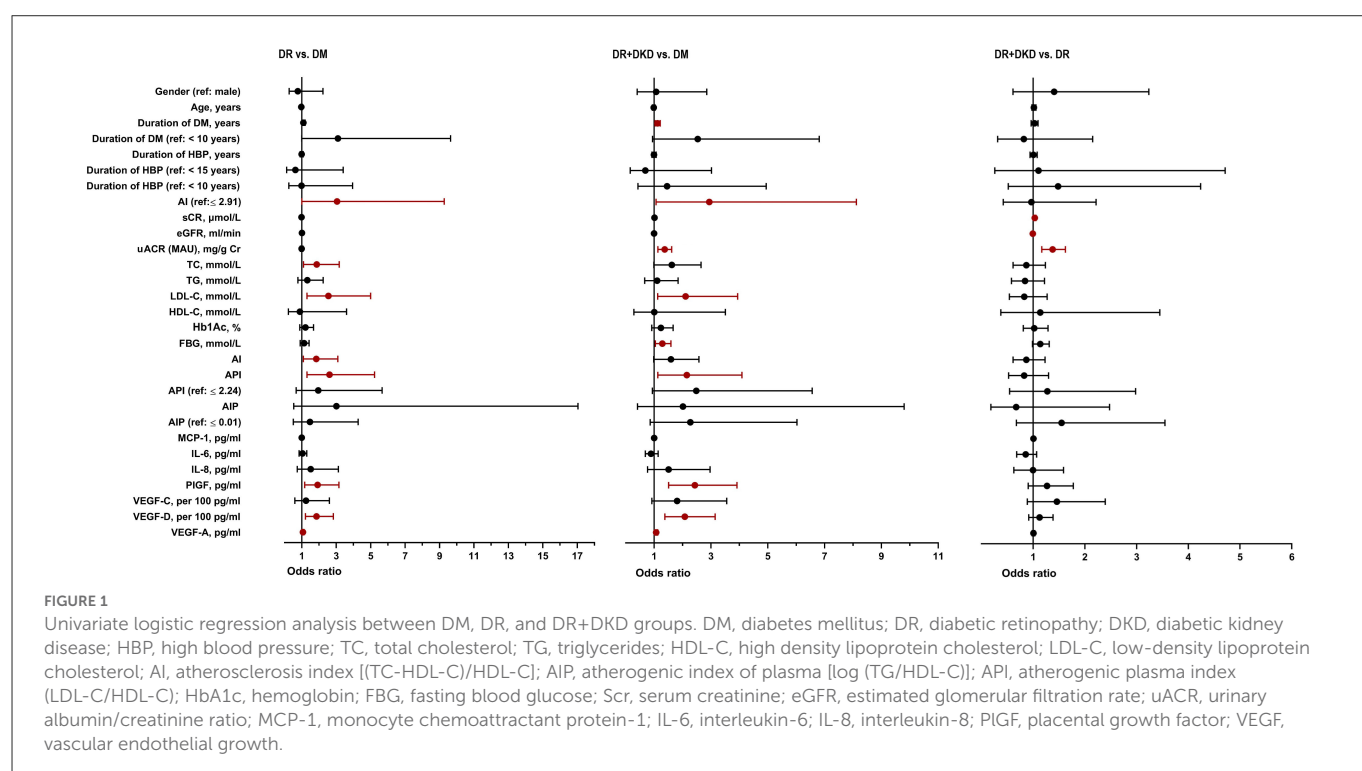 DR vs. DM
DR+DKD vs. DM
DR+DKD vs. DR
Gender (ref: male)
Age, years
Duration of DM, years
Duration of DM (ref: < 10 years)
Duration of HBP, years
Duration of HBP (ref: < 15 years)
Duration of HBP (ref: < 10 years)
AI (ref:≤ 2.91)
sCR, μmol/L
eGFR, ml/min
uACR (MAU), mg/g Cr
TC, mmol/L
TG, mmol/L
LDL-C, mmol/L
HDL-C, mmol/L
Hb1Ac, %
FBG, mmol/L
AI
API
API (ref: ≤ 2.24)
AIP
AIP (ref: ≤ 0.01)
MCP-1, pg/ml
IL-6, pg/ml
IL-8, pg/ml
PlGF, pg/ml
VEGF-C, per 100 pg/ml
VEGF-D, per 100 pg/ml
VEGF-A, pg/ml
1 3 5 7 9 11 13 15 17
Odds ratio
1 3 5 7 9 11
Odds ratio
0 1 2 3 4 5 6
Odds ratio
FIGURE 1
Univariate logistic regression analysis between DM, DR, and DR+DKD groups. DM, diabetes mellitus; DR, diabetic retinopathy; DKD, diabetic kidney
disease; HBP, high blood pressure; TC, total cholesterol; TG, triglycerides; HDL-C, high density lipoprotein cholesterol; LDL-C, low-density lipoprotein
cholesterol; AI, atherosclerosis index [(TC-HDL-C)/HDL-C]; AIP, atherogenic index of plasma [log (TG/HDL-C)]; API, atherogenic plasma index
(LDL-C/HDL-C); HbA1c, hemoglobin; FBG, fasting blood glucose; Scr, serum creatinine; eGFR, estimated glomerular filtration rate; uACR, urinary
albumin/creatinine ratio; MCP-1, monocyte chemoattractant protein-1; IL-6, interleukin-6; IL-8, interleukin-8; PlGF, placental growth factor; VEGF,
vascular endothelial growth.